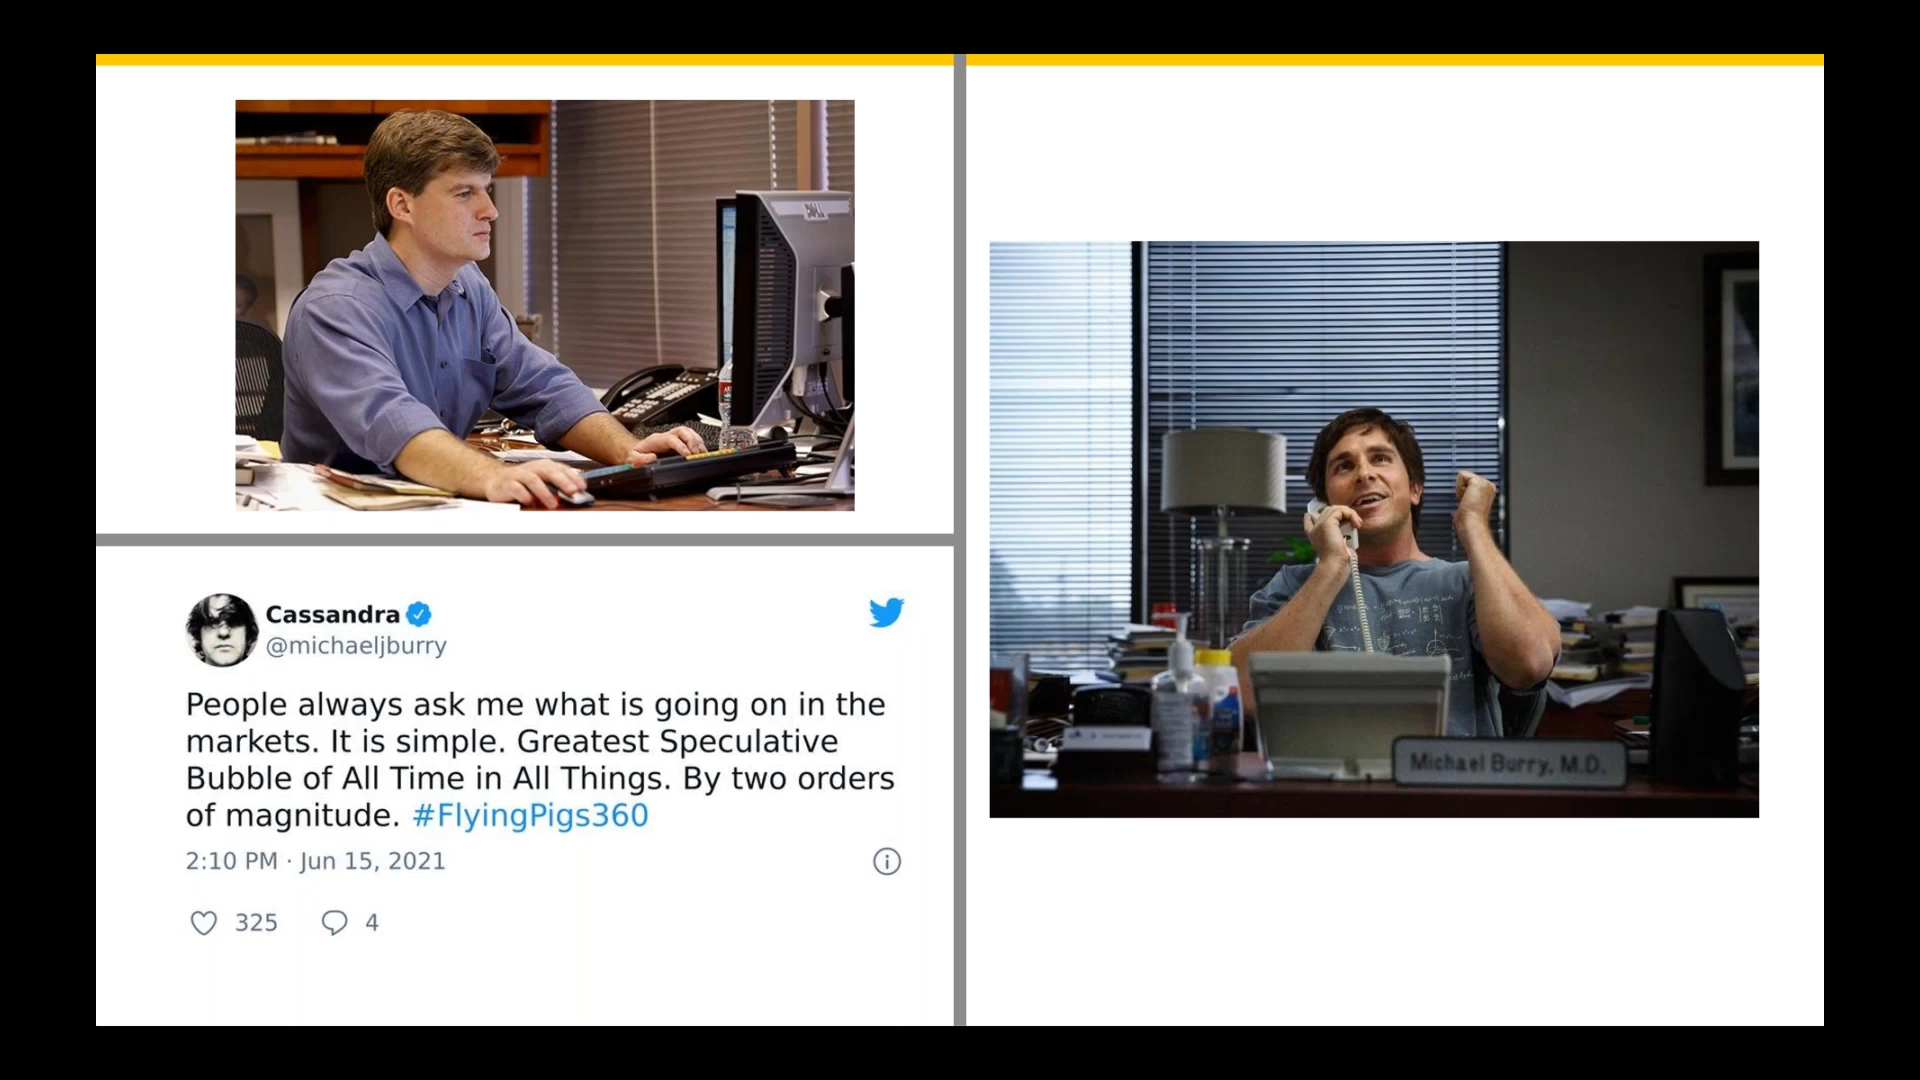 DELL
Cassandra
@michaeljburry
People always ask me what is going on in the
markets. It is simple. Greatest Speculative
Bubble of All Time in All Things. By two orders
of magnitude. #FlyingPigs360
2:10 PM · Jun 15, 2021
325 4
Michael Burry, M.D.